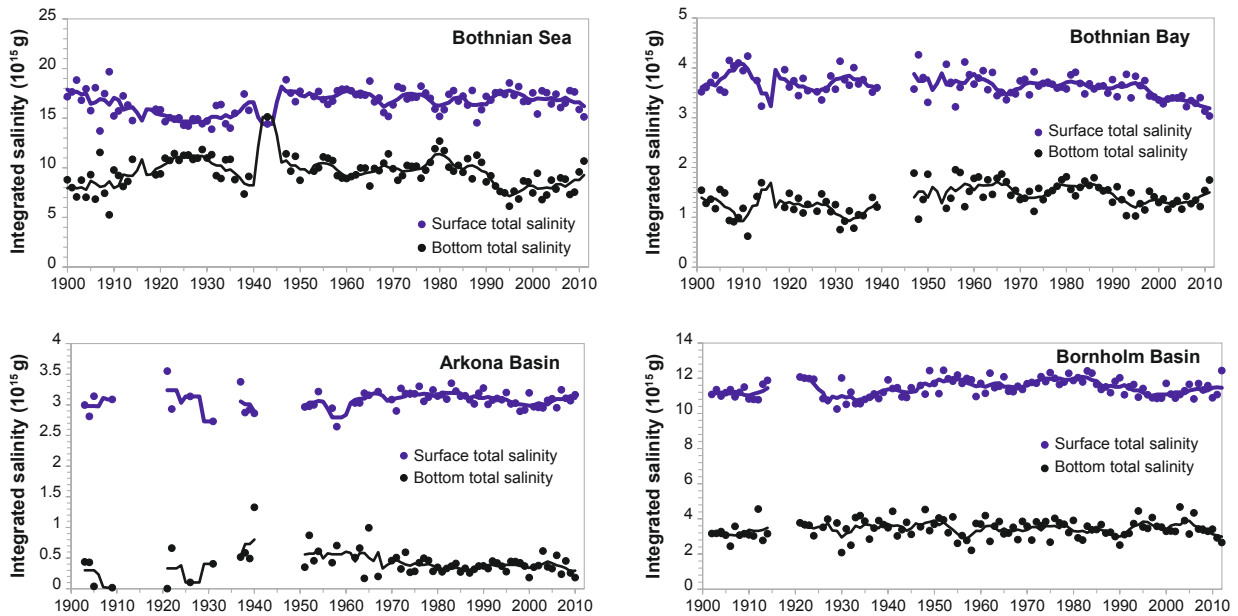 Bothnian Sea
Integrated salinity (10¹⁵ g)
25
20
15
10
5
0
Surface total salinity
Bottom total salinity
1900 1910 1920 1930 1940 1950 1960 1970 1980 1990 2000 2010
Bothnian Bay
Integrated salinity (10¹⁵ g)
5
4
3
2
1
0
Surface total salinity
Bottom total salinity
1900 1910 1920 1930 1940 1950 1960 1970 1980 1990 2000 2010
Arkona Basin
Integrated salinity (10¹⁵ g)
4
3.5
3
2.5
2
1.5
1
0.5
0
Surface total salinity
Bottom total salinity
1900 1910 1920 1930 1940 1950 1960 1970 1980 1990 2000 2010
Bornholm Basin
Integrated salinity (10¹⁵ g)
14
12
10
8
6
4
2
0
Surface total salinity
Bottom total salinity
1900 1910 1920 1930 1940 1950 1960 1970 1980 1990 2000 2010